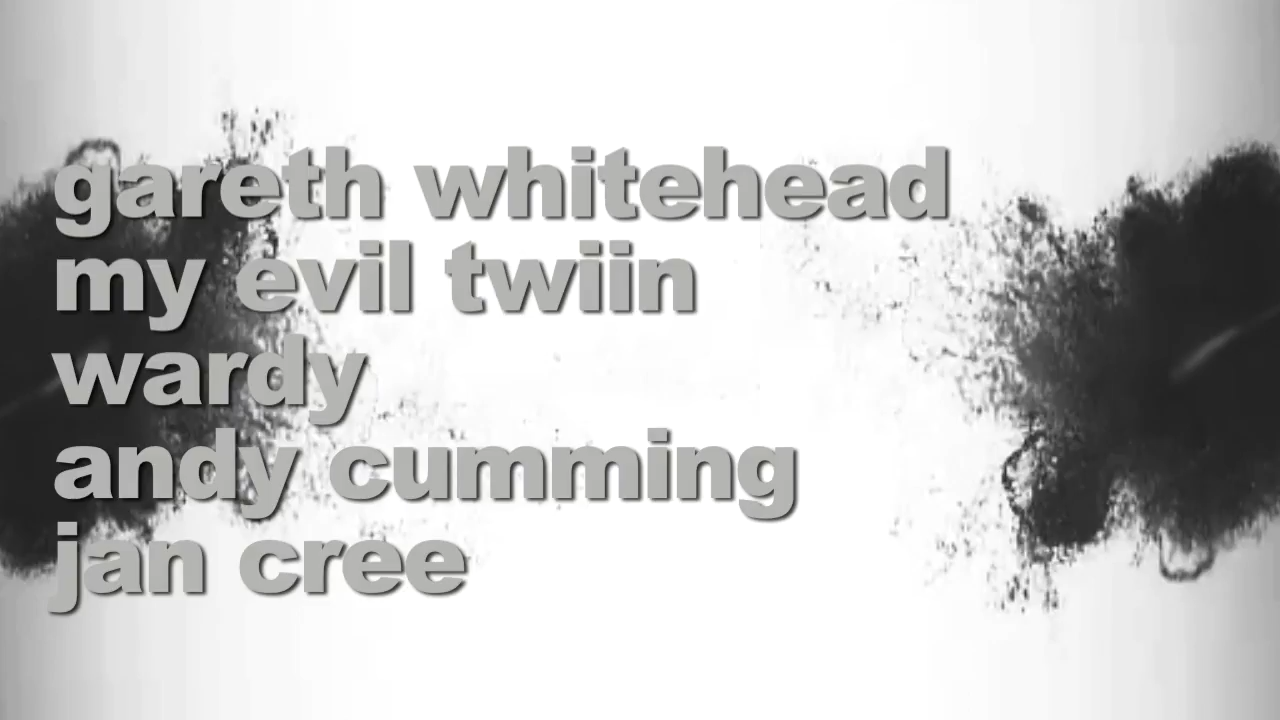 gareth whitehead
my evil twiin
wardy
andy cumming
jan cree